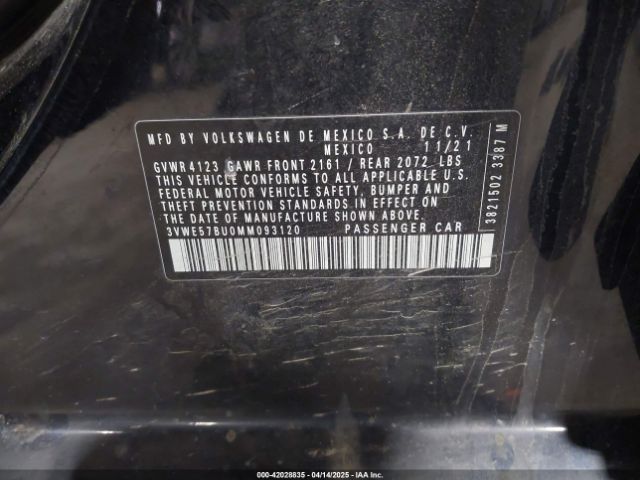 MFD BY VOLKSWAGEN DE MEXICO S.A. DE C.V.
MEXICO 11/21
GVWR 4123 GAWR FRONT 2161 / REAR 2072 LBS
THIS VEHICLE CONFORMS TO ALL APPLICABLE U.S.
FEDERAL MOTOR VEHICLE SAFETY, BUMPER AND
THEFT PREVENTION STANDARDS IN EFFECT
ON THE DATE OF MANUFACTURE SHOWN ABOVE.
3VWE57BU0MM093120 PASSENGER CAR
3821502 3387 M
000-42028835 - 04/14/2025 - IAAI.COM